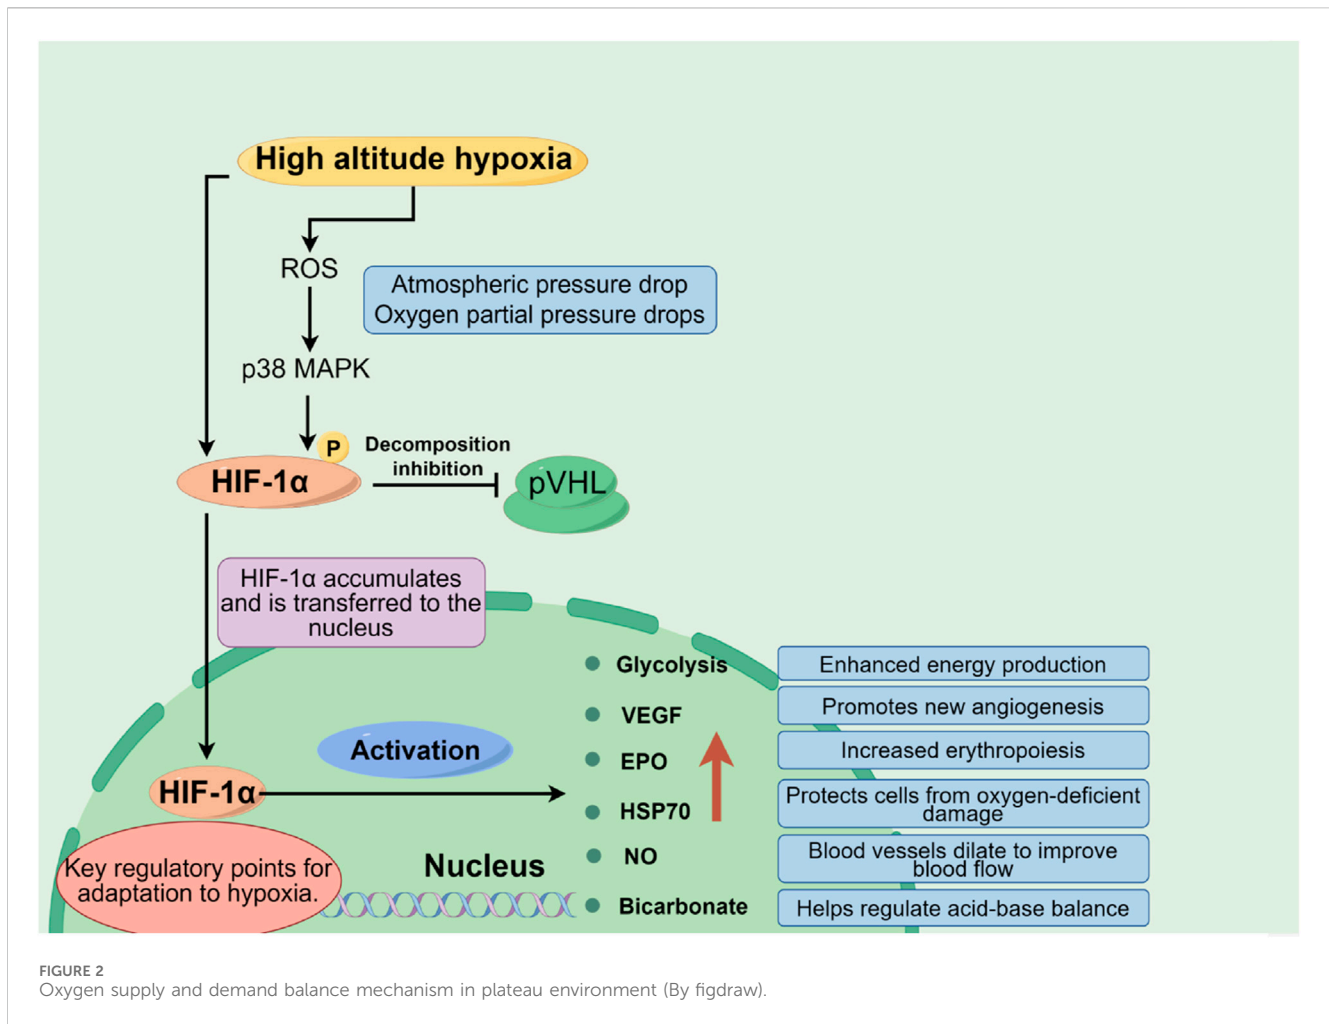 High altitude hypoxia
ROS
Atmospheric pressure drop
Oxygen partial pressure drops
p38 MAPK
P
Decomposition
inhibition
HIF-1α
pVHL
HIF-1α accumulates
and is transferred to the
nucleus
Glycolysis
Enhanced energy production
VEGF
Promotes new angiogenesis
Activation
EPO
Increased erythropoiesis
HIF-1α
HSP70
Protects cells from oxygen-deficient
damage
Key regulatory points for
adaptation to hypoxia.
Nucleus
NO
Blood vessels dilate to improve
blood flow
Bicarbonate
Helps regulate acid-base balance
FIGURE 2
Oxygen supply and demand balance mechanism in plateau environment (By figdraw).